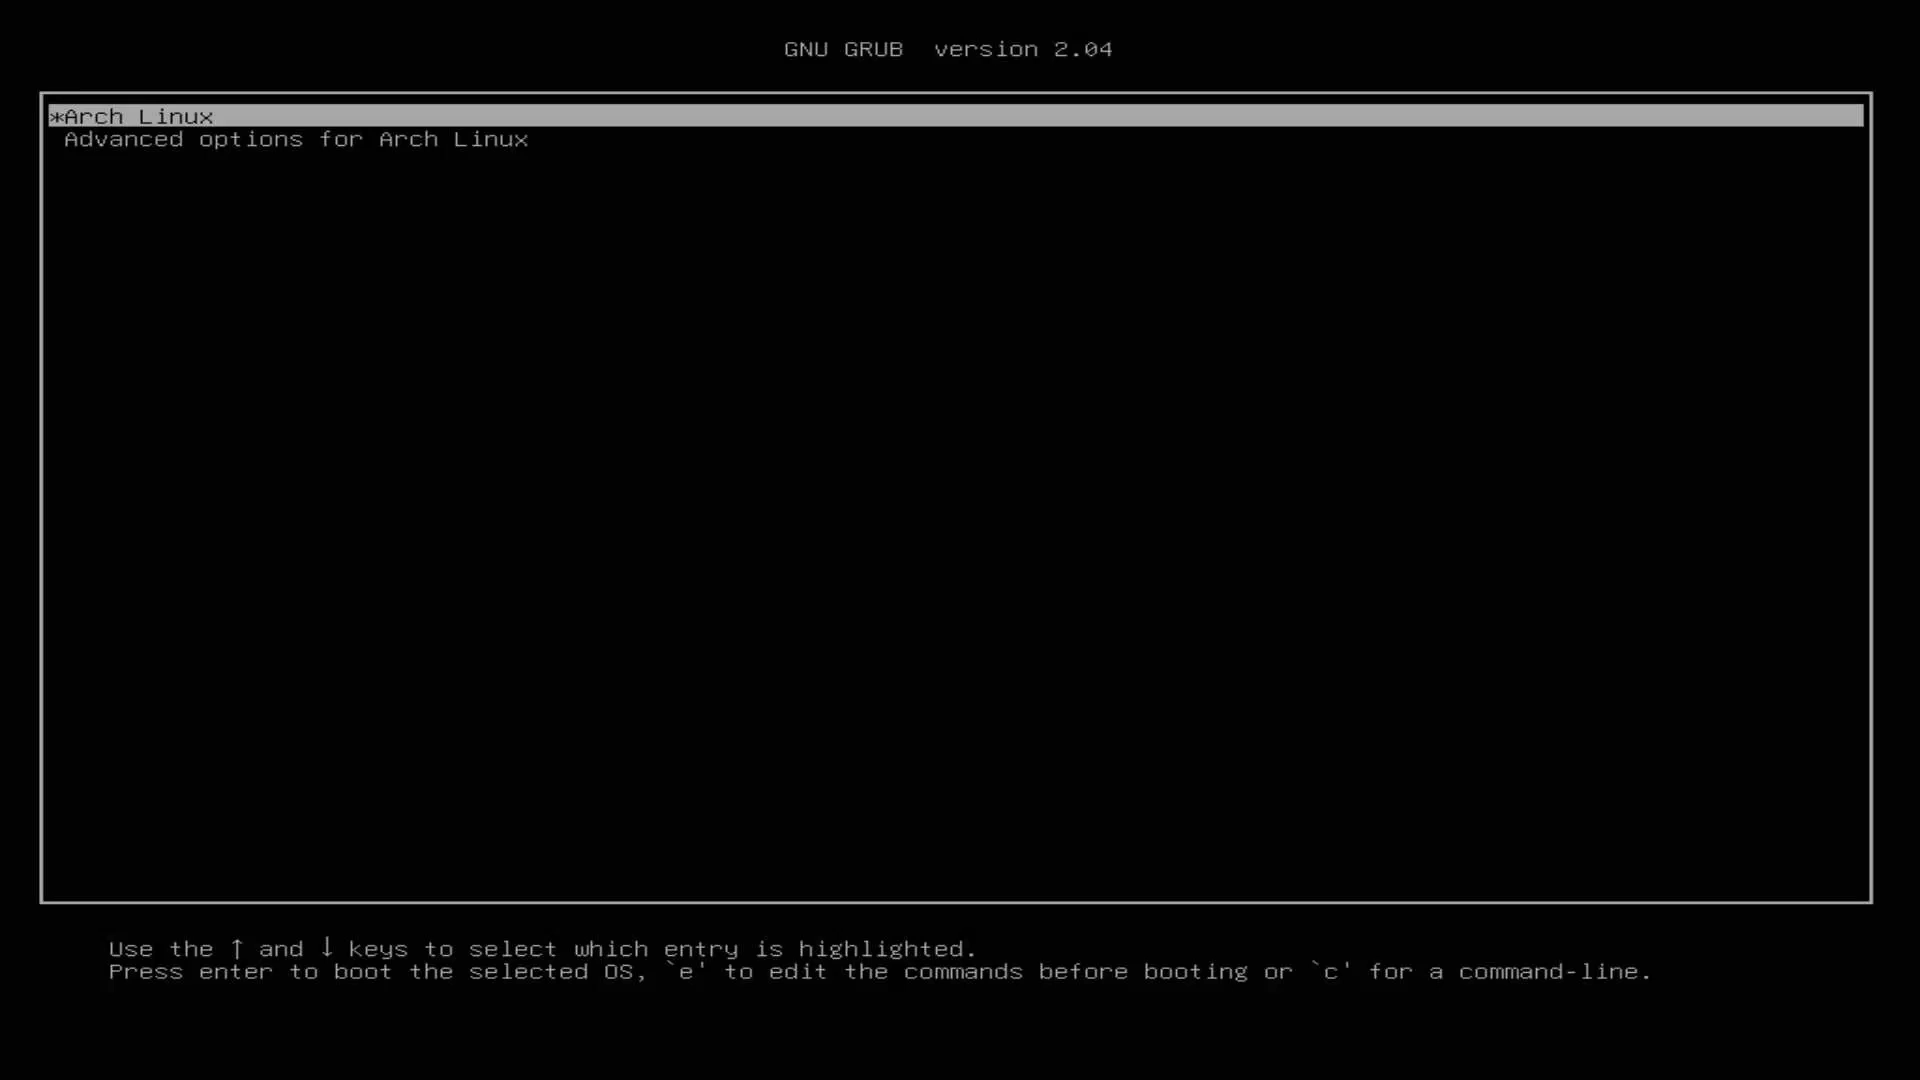 GNU GRUB  version 2.04
*Arch Linux
Advanced options for Arch Linux
Use the ↑ and ↓ keys to select which entry is highlighted.
Press enter to boot the selected OS, `e' to edit the commands before booting or `c' for a command-line.